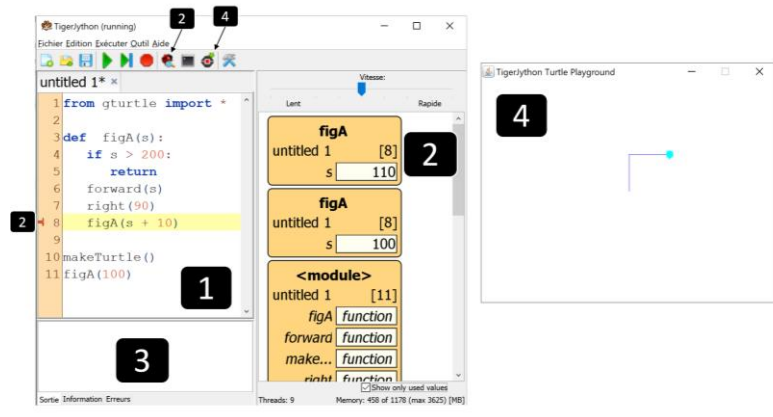 TigerJython (running)
2
4
Fichier Edition Exécuter Outil Aide
untitled 1* ×
1 from gturtle import *
2
3 def figA(s):
4 if s > 200:
5 return
6 forward(s)
7 right(90)
2
8 figA(s + 10)
9
10 makeTurtle()
11 figA(100)
1
3
Sortie Information Erreurs
Vitesse:
Lent Rapide
figA
untitled 1 [8]
s 110
2
figA
untitled 1 [8]
s 100
<module>
untitled 1 [11]
figA function
forward function
make... function
right function
Show only used values
Threads: 9 Memory: 458 of 1178 (max 3625) [MB]
TigerJython Turtle Playground
4